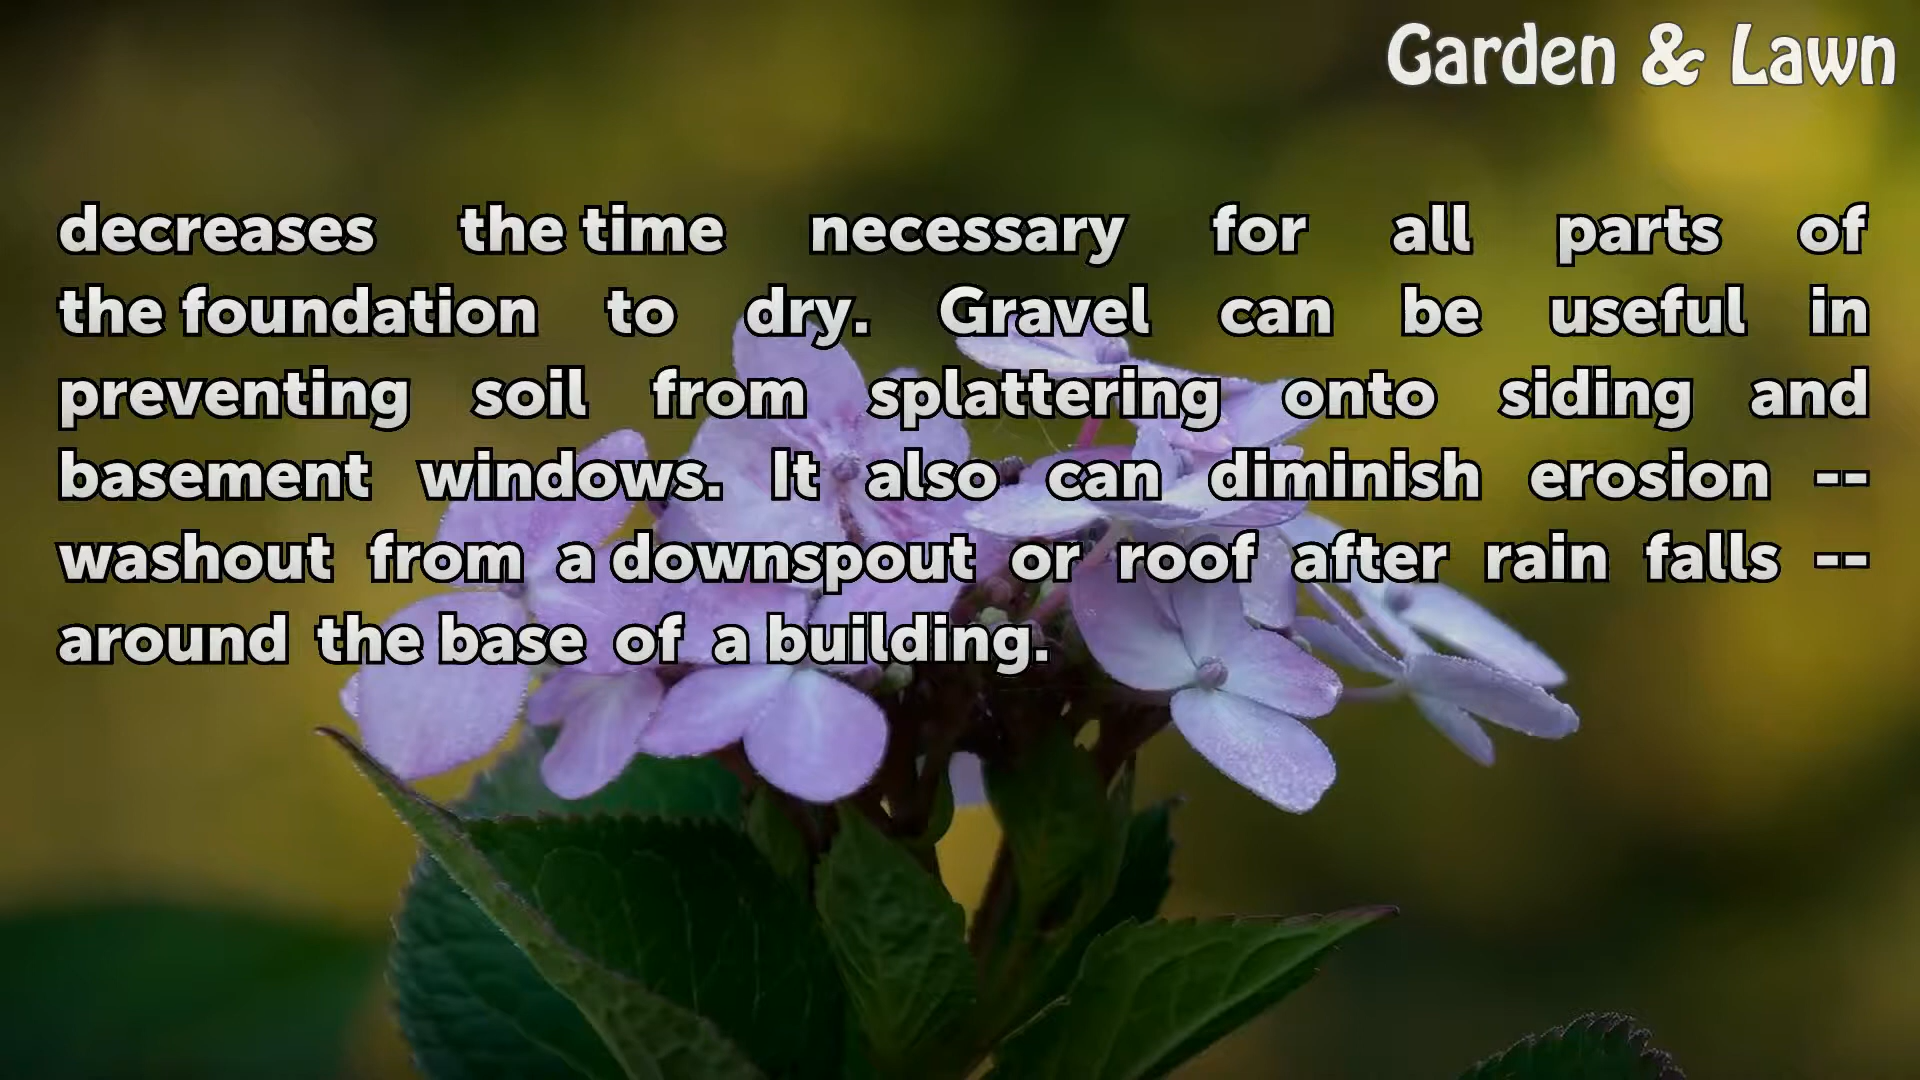 Garden & Lawn
decreases the time necessary for all parts of
the foundation to dry. Gravel can be useful in
preventing soil from splattering onto siding and
basement windows. It also can diminish erosion --
washout from a downspout or roof after rain falls --
around the base of a building.